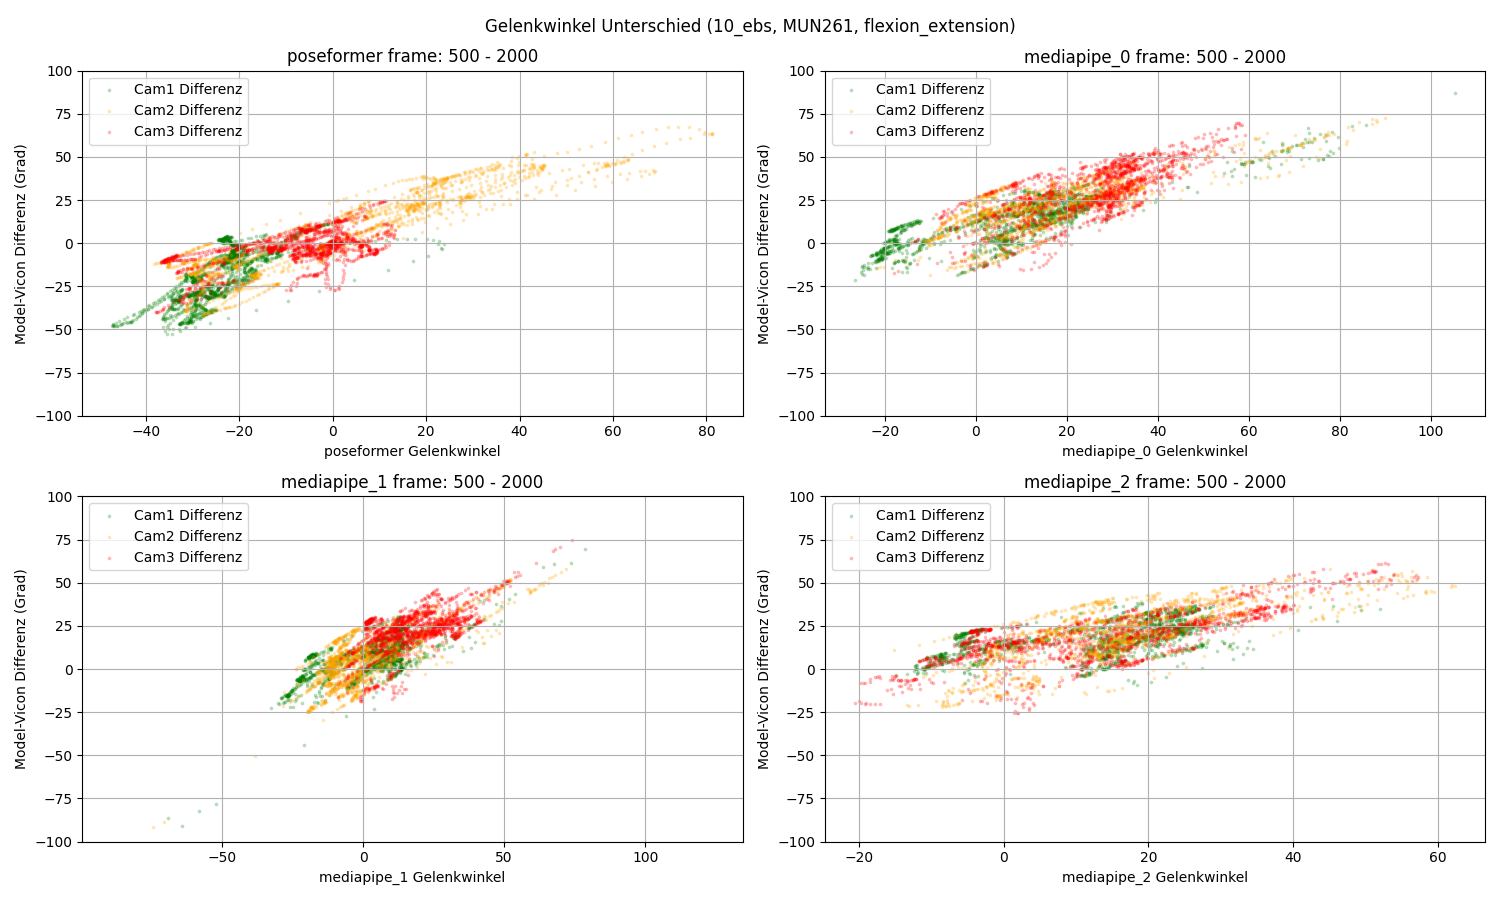 Gelenkwinkel Unterschied (10_ebs, MUN261, flexion_extension)
poseformer frame: 500 - 2000
Cam1 Differenz
Cam2 Differenz
Cam3 Differenz
Model-Vicon Differenz (Grad)
100
75
50
25
0
−25
−50
−75
−100
−40 −20 0 20 40 60 80
poseformer Gelenkwinkel
mediapipe_0 frame: 500 - 2000
Cam1 Differenz
Cam2 Differenz
Cam3 Differenz
Model-Vicon Differenz (Grad)
100
75
50
25
0
−25
−50
−75
−100
−20 0 20 40 60 80 100
mediapipe_0 Gelenkwinkel
mediapipe_1 frame: 500 - 2000
Cam1 Differenz
Cam2 Differenz
Cam3 Differenz
Model-Vicon Differenz (Grad)
100
75
50
25
0
−25
−50
−75
−100
−50 0 50 100
mediapipe_1 Gelenkwinkel
mediapipe_2 frame: 500 - 2000
Cam1 Differenz
Cam2 Differenz
Cam3 Differenz
Model-Vicon Differenz (Grad)
100
75
50
25
0
−25
−50
−75
−100
−20 0 20 40 60
mediapipe_2 Gelenkwinkel